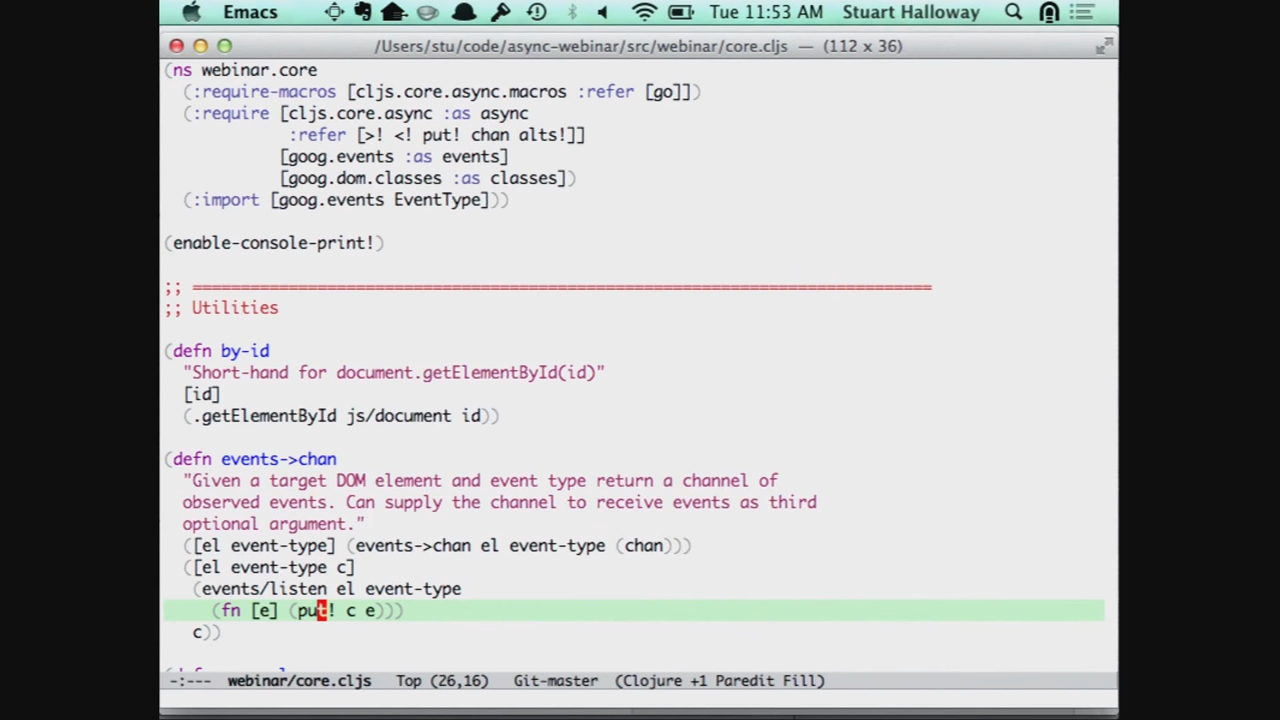 Emacs Tue 11:53 AM Stuart Halloway
/Users/stu/code/async-webinar/src/webinar/core.cljs — (112 x 36)
(ns webinar.core
  (:require-macros [cljs.core.async.macros :refer [go]])
  (:require [cljs.core.async :as async
             :refer [>! <! put! chan alts!]]
            [goog.events :as events]
            [goog.dom.classes :as classes])
  (:import [goog.events EventType]))
(enable-console-print!)
;; =============================================================================
;; Utilities
(defn by-id
  "Short-hand for document.getElementById(id)"
  [id]
  (.getElementById js/document id))
(defn events->chan
  "Given a target DOM element and event type return a channel of
  observed events. Can supply the channel to receive events as third
  optional argument."
  ([el event-type] (events->chan el event-type (chan)))
  ([el event-type c]
   (events/listen el event-type
     (fn [e] (put! c e)))
   c))
-:--- webinar/core.cljs Top (26,16) Git-master (Clojure +1 Paredit Fill)